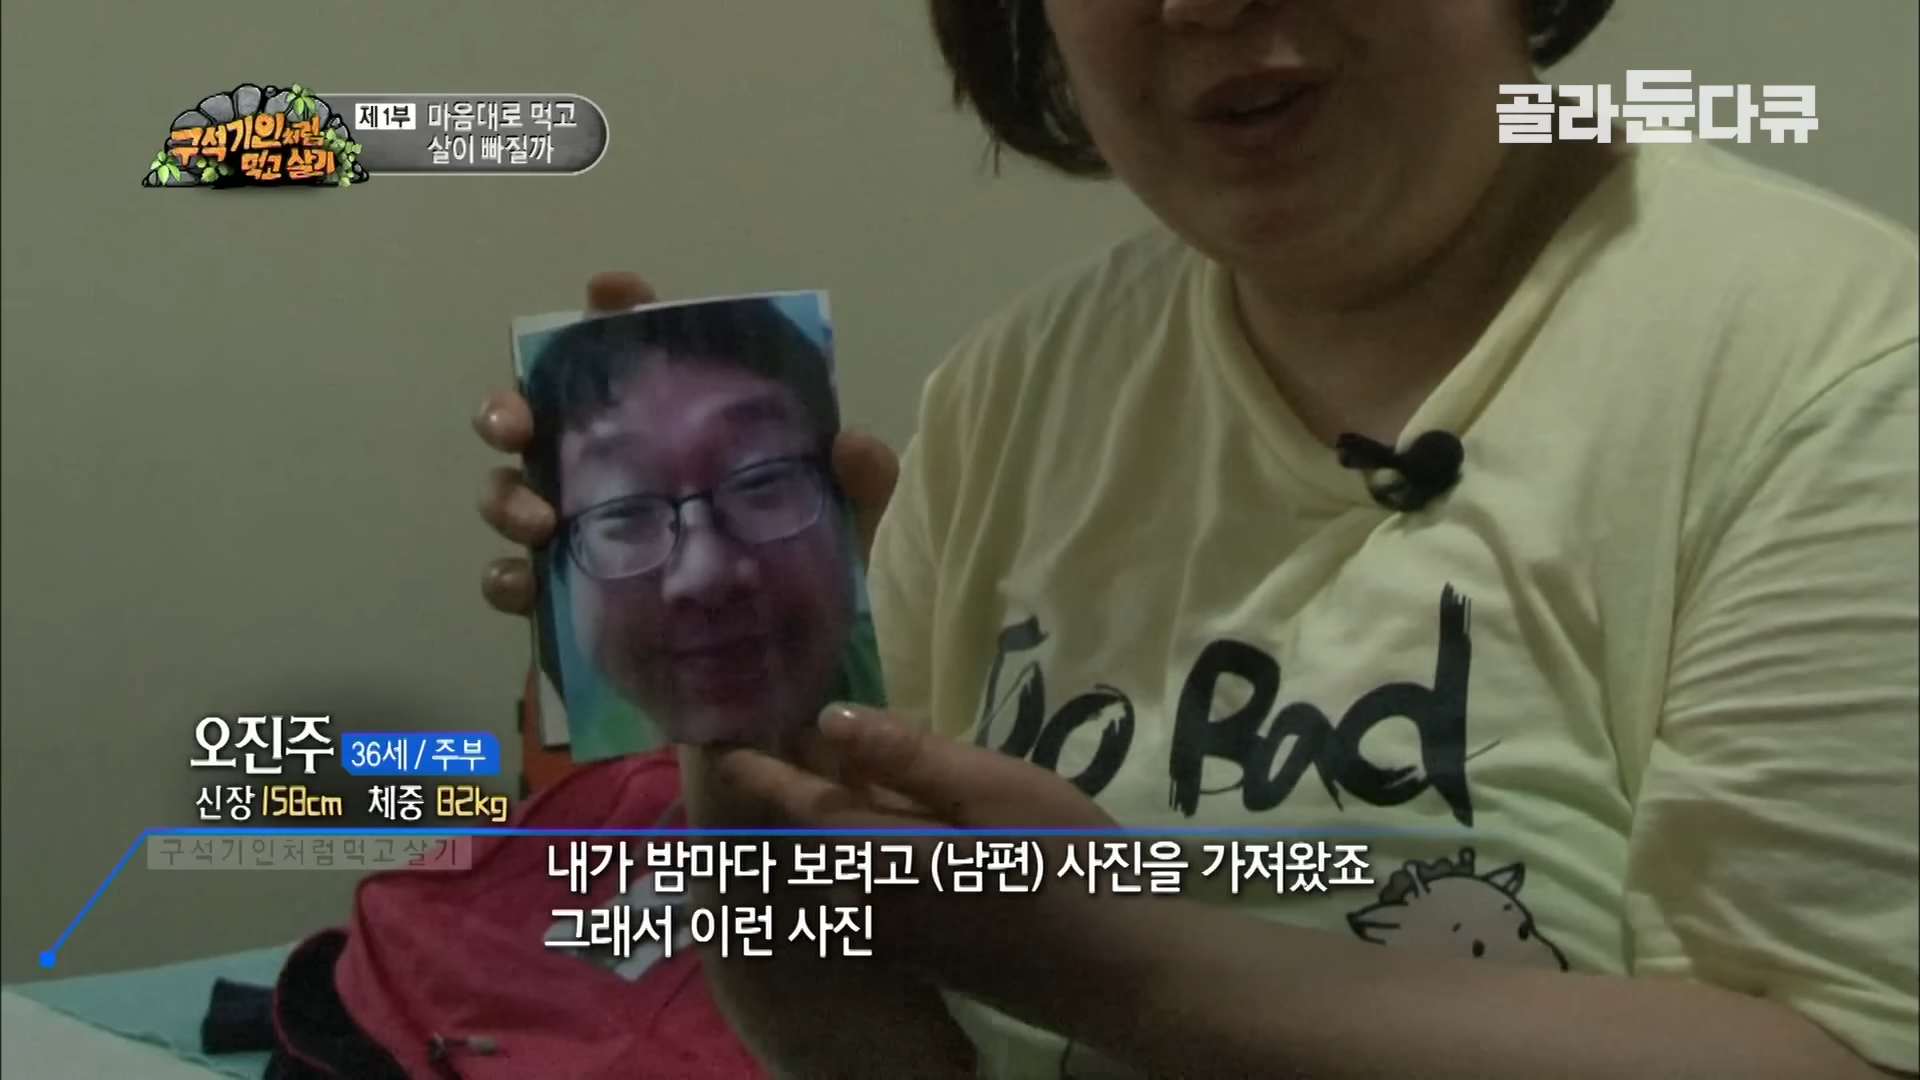 구석기인처럼
먹고 살기
제1부 마음대로 먹고
살이 빠질까
골라듄다큐
Go Bad
오진주 36세 / 주부
신장 158cm 체중 82kg
구석기인처럼먹고살기
내가 밤마다 보려고 (남편) 사진을 가져왔죠
그래서 이런 사진